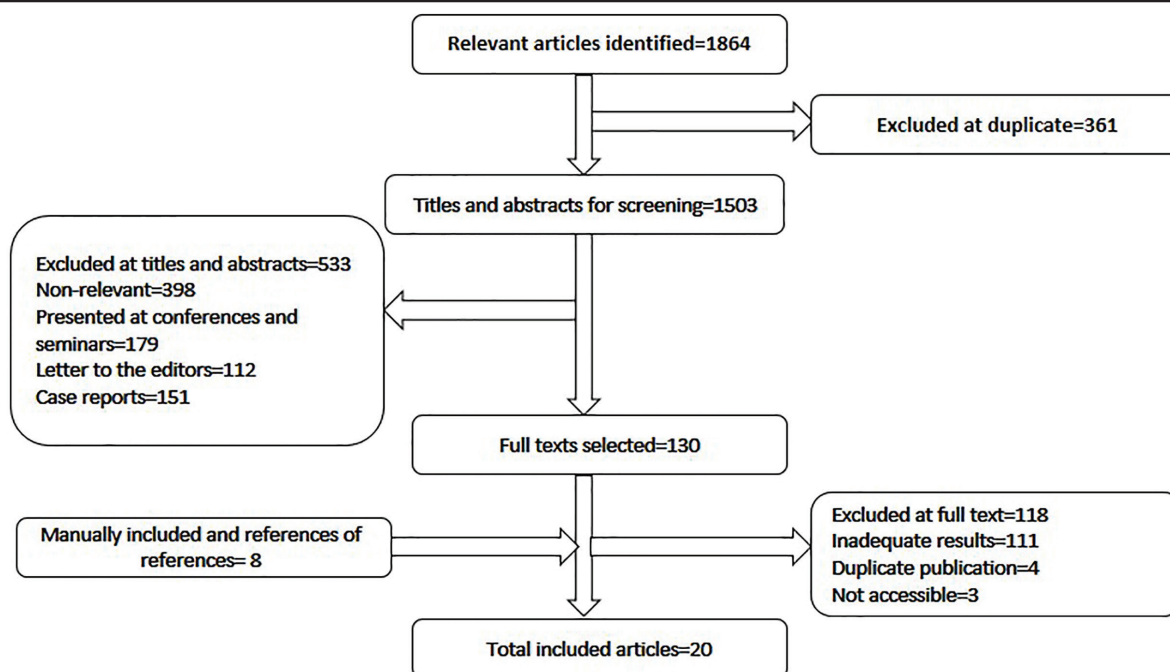 Relevant articles identified=1864
Excluded at duplicate=361
Titles and abstracts for screening=1503
Excluded at titles and abstracts=533
Non-relevant=398
Presented at conferences and
seminars=179
Letter to the editors=112
Case reports=151
Full texts selected=130
Manually included and references of
references= 8
Excluded at full text=118
Inadequate results=111
Duplicate publication=4
Not accessible=3
Total included articles=20